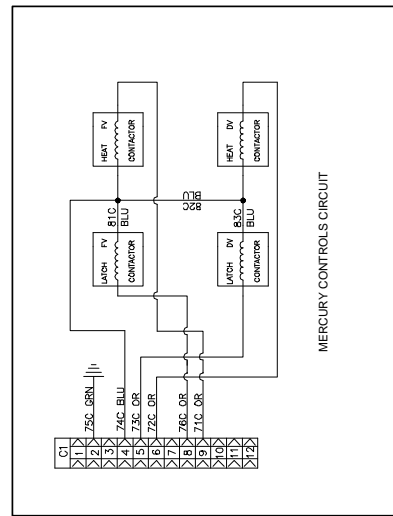 FV
HEAT
CONTACTOR
DV
HEAT
CONTACTOR
81C
BLU
82C
BLU
83C
BLU
FV
LATCH
CONTACTOR
DV
LATCH
CONTACTOR
MERCURY CONTROLS CIRCUIT
75C GRN
74C BLU
73C OR
72C OR
76C OR
71C OR
C1
1
2
3
4
5
6
7
8
9
10
11
12